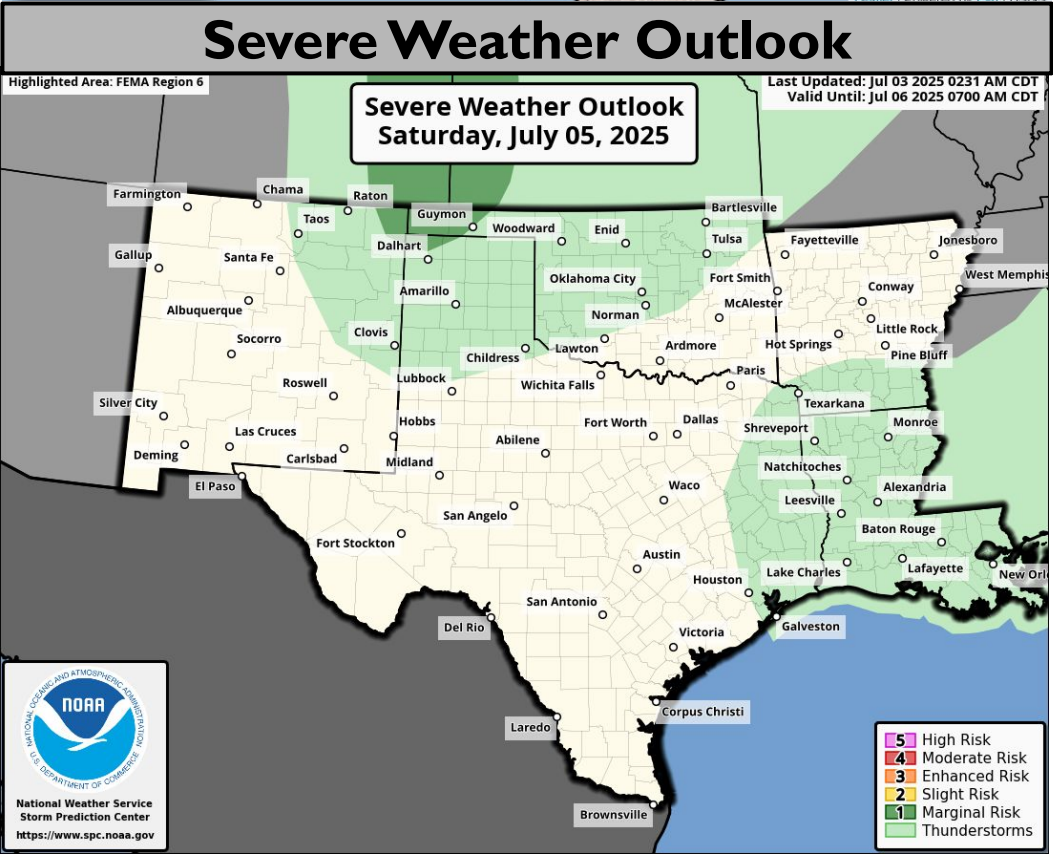 Severe Weather Outlook
Highlighted Area: FEMA Region 6
Last Updated: Jul 03 2025 0231 AM CDT
Valid Until: Jul 06 2025 0700 AM CDT
Severe Weather Outlook
Saturday, July 05, 2025
Farmington
Chama
Raton
Taos
Guymon
Woodward
Enid
Bartlesville
Tulsa
Fayetteville
Jonesboro
Gallup
Santa Fe
Dalhart
Oklahoma City
Fort Smith
West Memphis
Albuquerque
Amarillo
Norman
McAlester
Conway
Little Rock
Socorro
Clovis
Childress
Lawton
Ardmore
Hot Springs
Pine Bluff
Roswell
Lubbock
Wichita Falls
Paris
Texarkana
Silver City
Las Cruces
Hobbs
Abilene
Fort Worth
Dallas
Shreveport
Monroe
Deming
Carlsbad
Midland
Natchitoches
El Paso
San Angelo
Waco
Leesville
Alexandria
Fort Stockton
Austin
Baton Rouge
Houston
Lake Charles
Lafayette
New Orl
Del Rio
San Antonio
Victoria
Galveston
Laredo
Corpus Christi
Brownsville
NATIONAL OCEANIC AND ATMOSPHERIC ADMINISTRATION
NOAA
U.S. DEPARTMENT OF COMMERCE
National Weather Service
Storm Prediction Center
https://www.spc.noaa.gov
5 High Risk
4 Moderate Risk
3 Enhanced Risk
2 Slight Risk
1 Marginal Risk
Thunderstorms